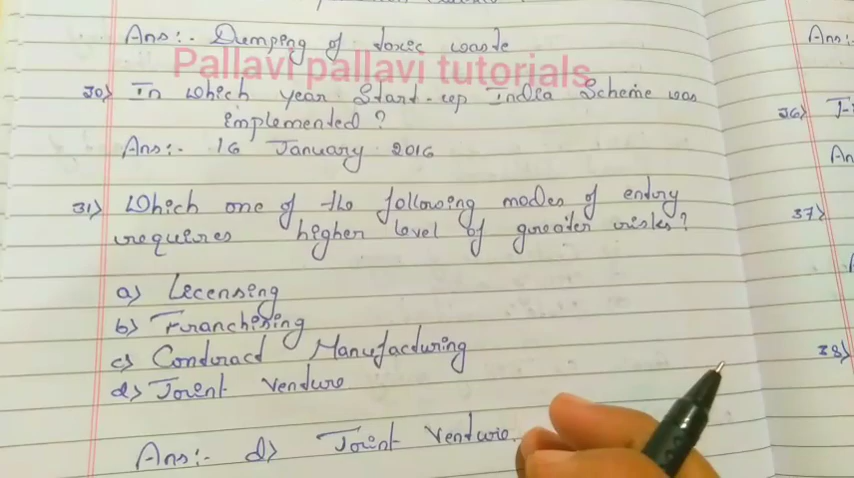 Ans:- Dumping of toxic waste
Pallavi pallavi tutorials
30) In which year Start-up India Scheme was
implemented?
Ans:- 16 January 2016
31) Which one of the following modes of entry
requires higher level of greater risks?
a) Licensing
b) Franchising
c) Contract Manufacturing
d) Joint Venture
Ans:- d) Joint Venture
Ans:-
36)
An
37)
38)